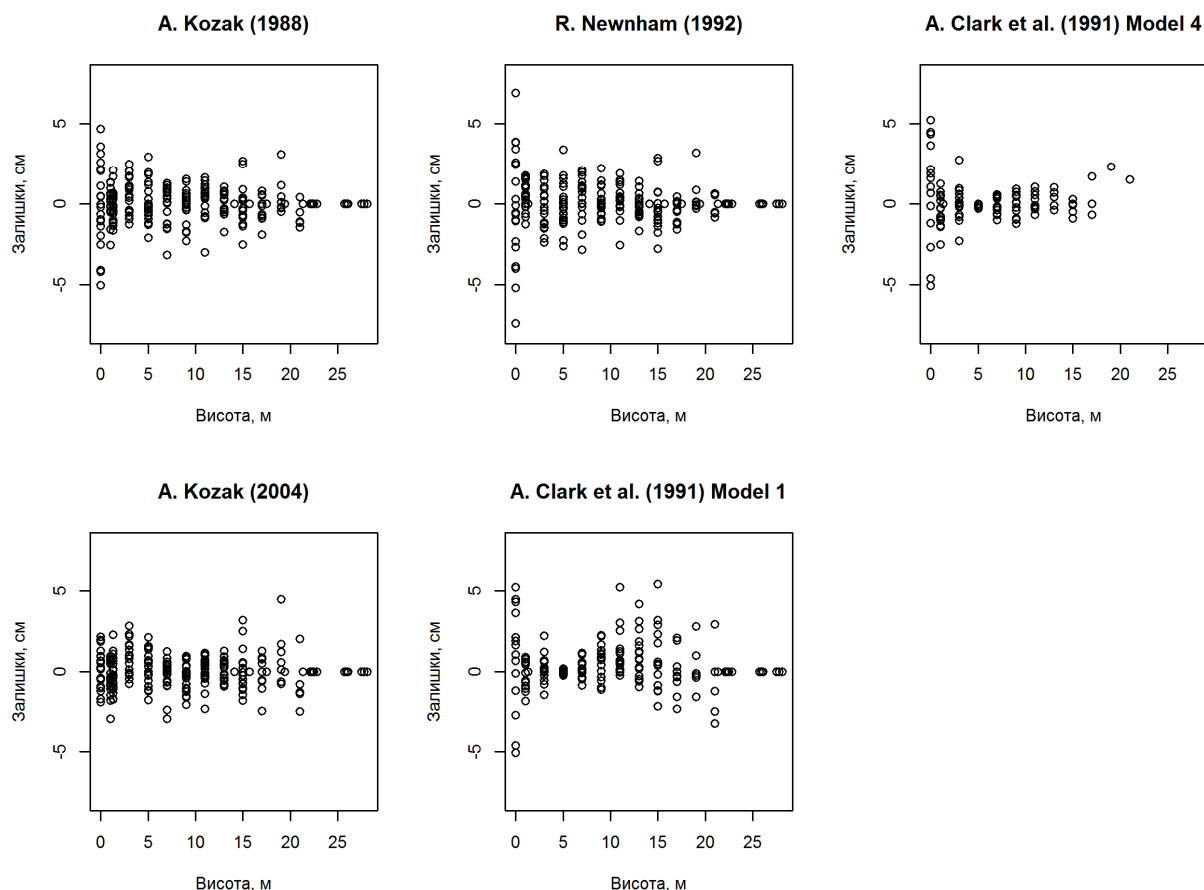 A. Kozak (1988)
R. Newnham (1992)
A. Clark et al. (1991) Model 4
Залишки, см
5
0
-5
0 5 10 15 20 25
Висота, м
Залишки, см
5
0
-5
0 5 10 15 20 25
Висота, м
Залишки, см
5
0
-5
0 5 10 15 20 25
Висота, м
A. Kozak (2004)
A. Clark et al. (1991) Model 1
Залишки, см
5
0
-5
0 5 10 15 20 25
Висота, м
Залишки, см
5
0
-5
0 5 10 15 20 25
Висота, м